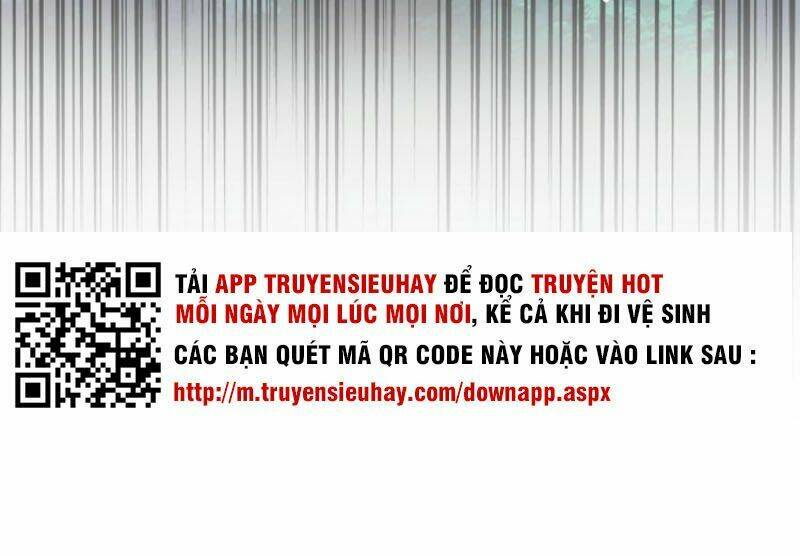 TẢI APP TRUYENSIEUHAY ĐỂ ĐỌC TRUYỆN HOT
MỖI NGÀY MỌI LÚC MỌI NƠI, KỂ CẢ KHI ĐI VỆ SINH
CÁC BẠN QUÉT MÃ QR CODE NÀY HOẶC VÀO LINK SAU :
http://m.truyensieuhay.com/downapp.aspx